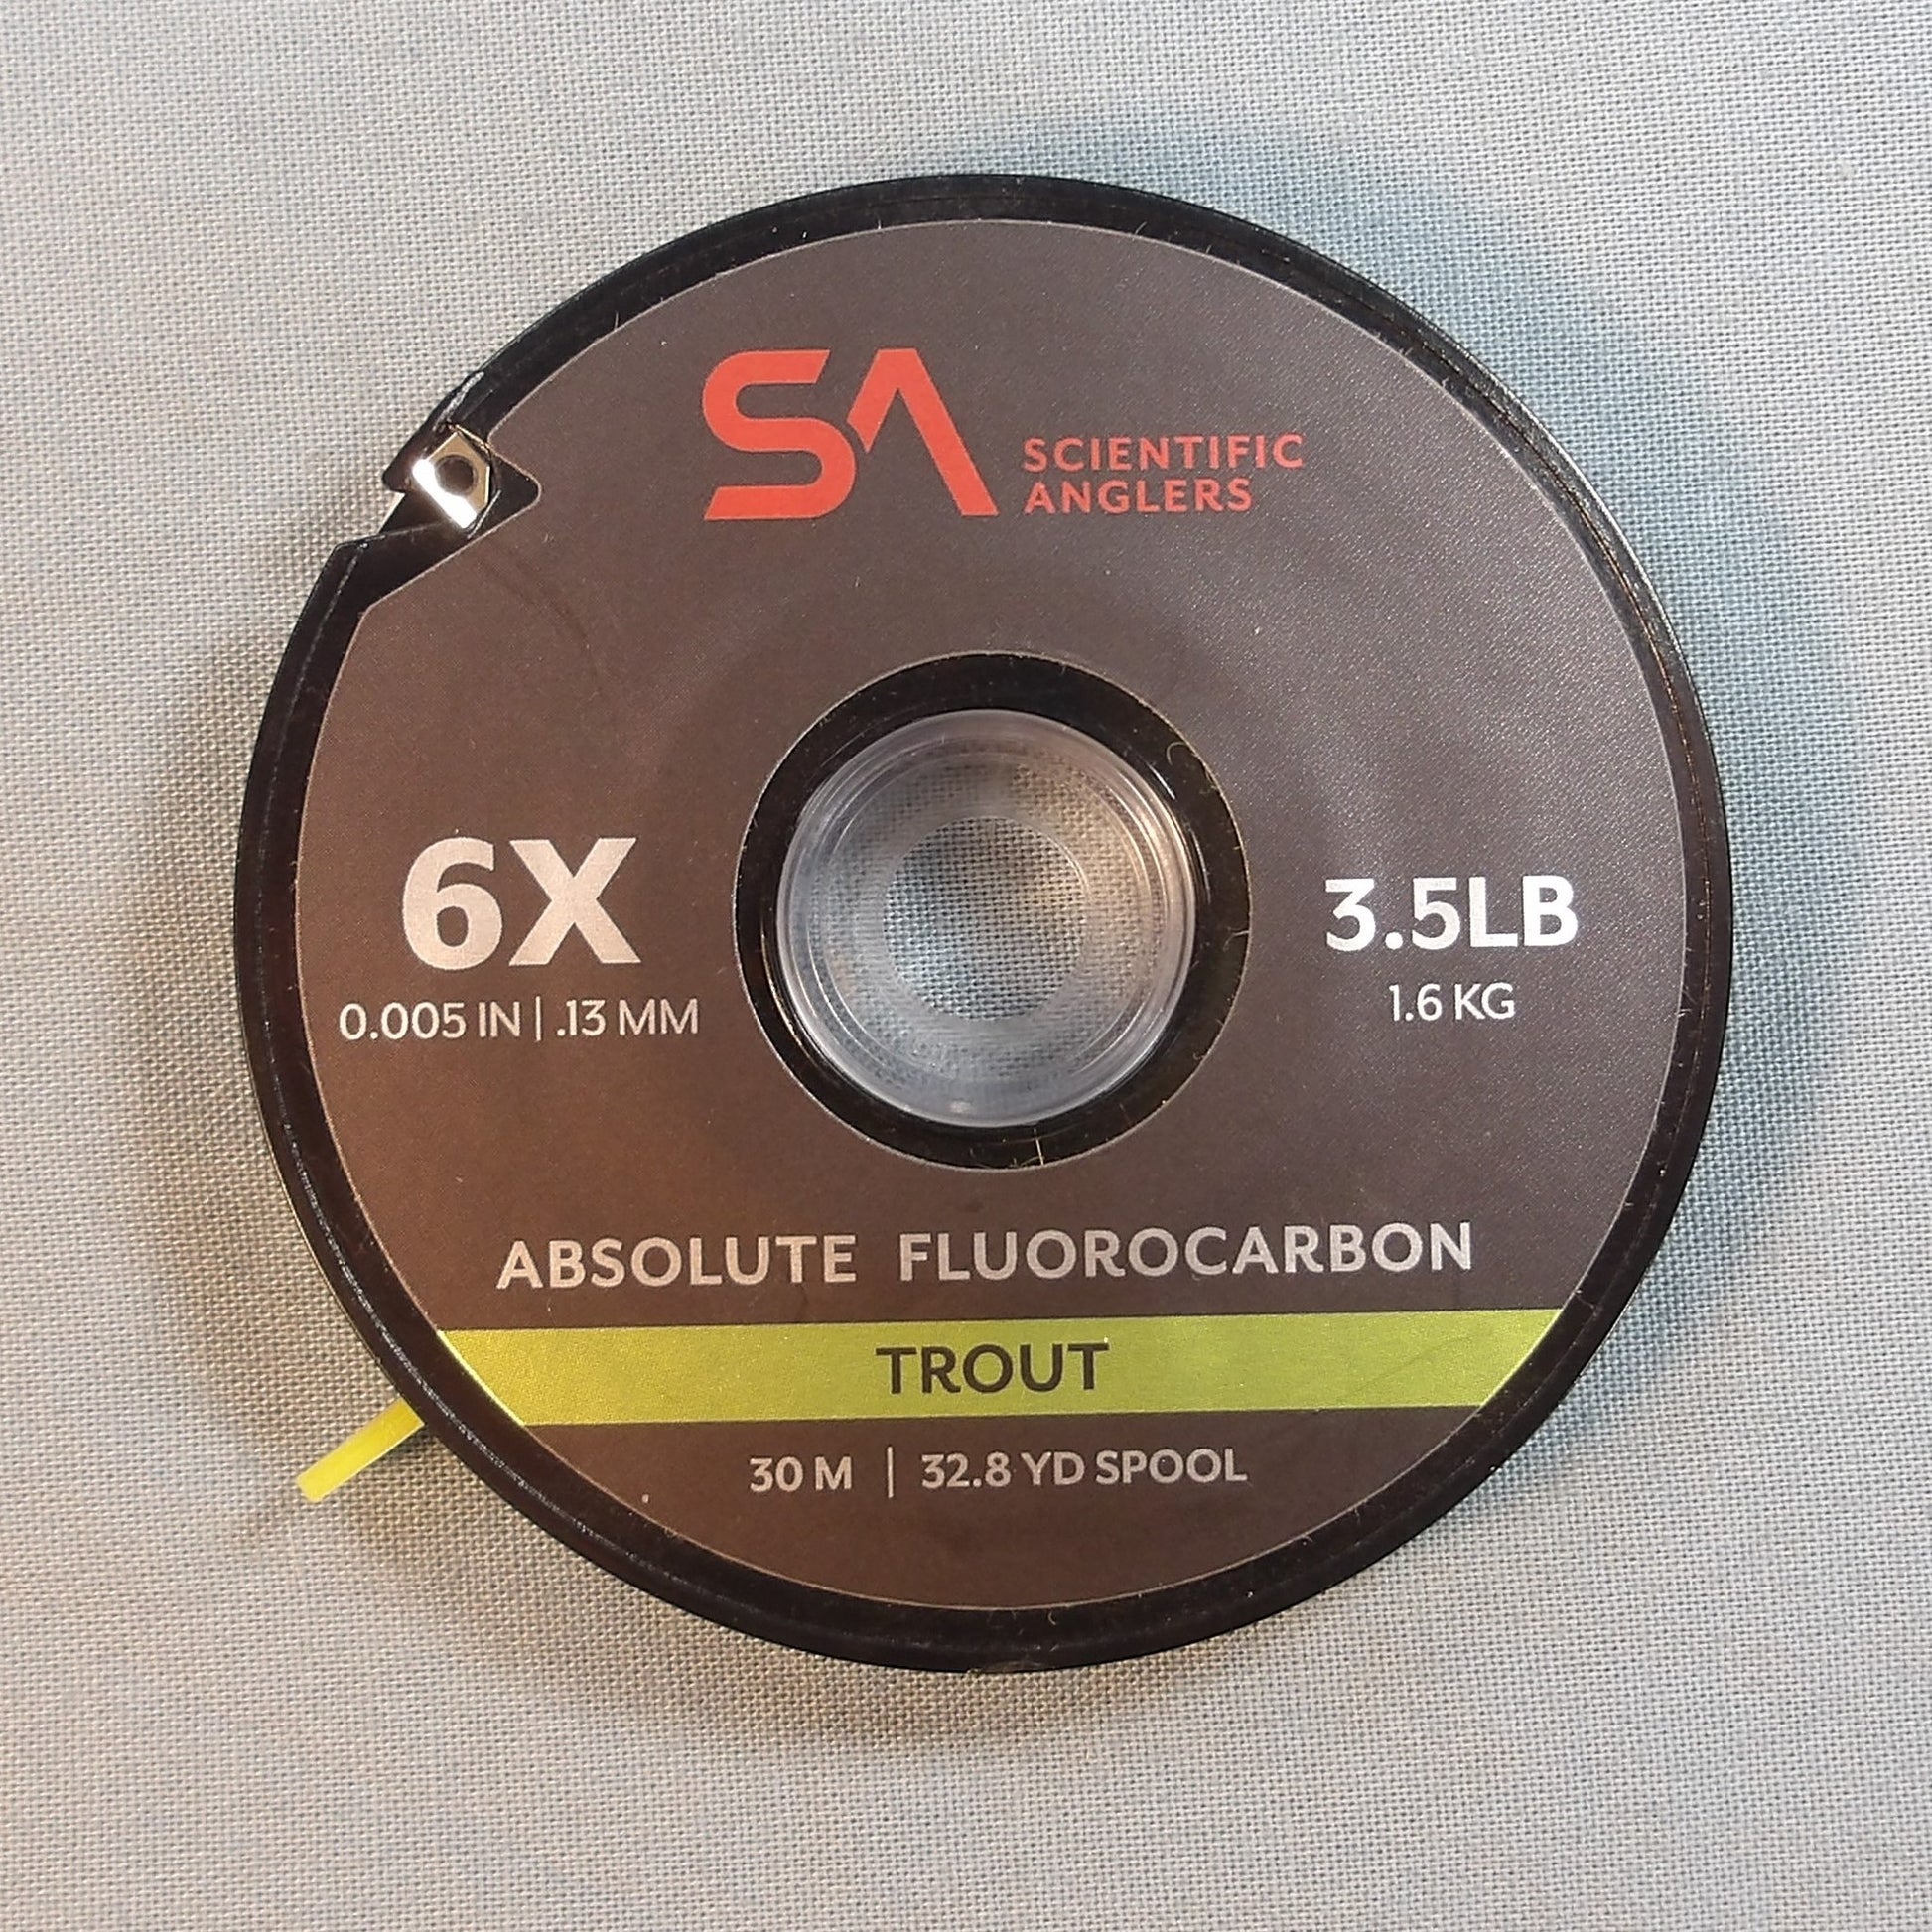 SA
SCIENTIFIC
ANGLERS
6X
0.005 IN | .13 MM
3.5LB
1.6 KG
ABSOLUTE FLUOROCARBON
TROUT
30 M | 32.8 YD SPOOL